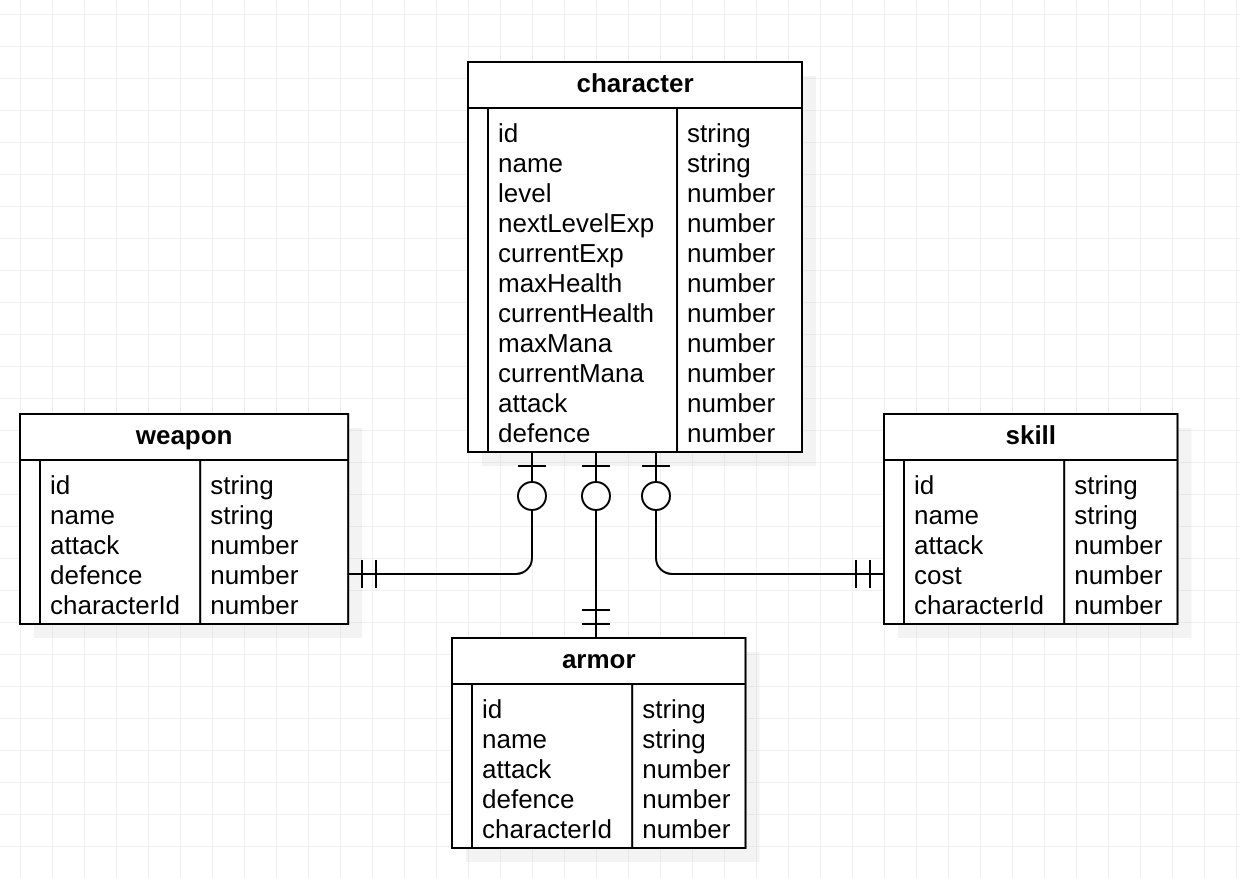 character
id string
name string
level number
nextLevelExp number
currentExp number
maxHealth number
currentHealth number
maxMana number
currentMana number
attack number
defence number
weapon
id string
name string
attack number
defence number
characterId number
skill
id string
name string
attack number
cost number
characterId number
armor
id string
name string
attack number
defence number
characterId number